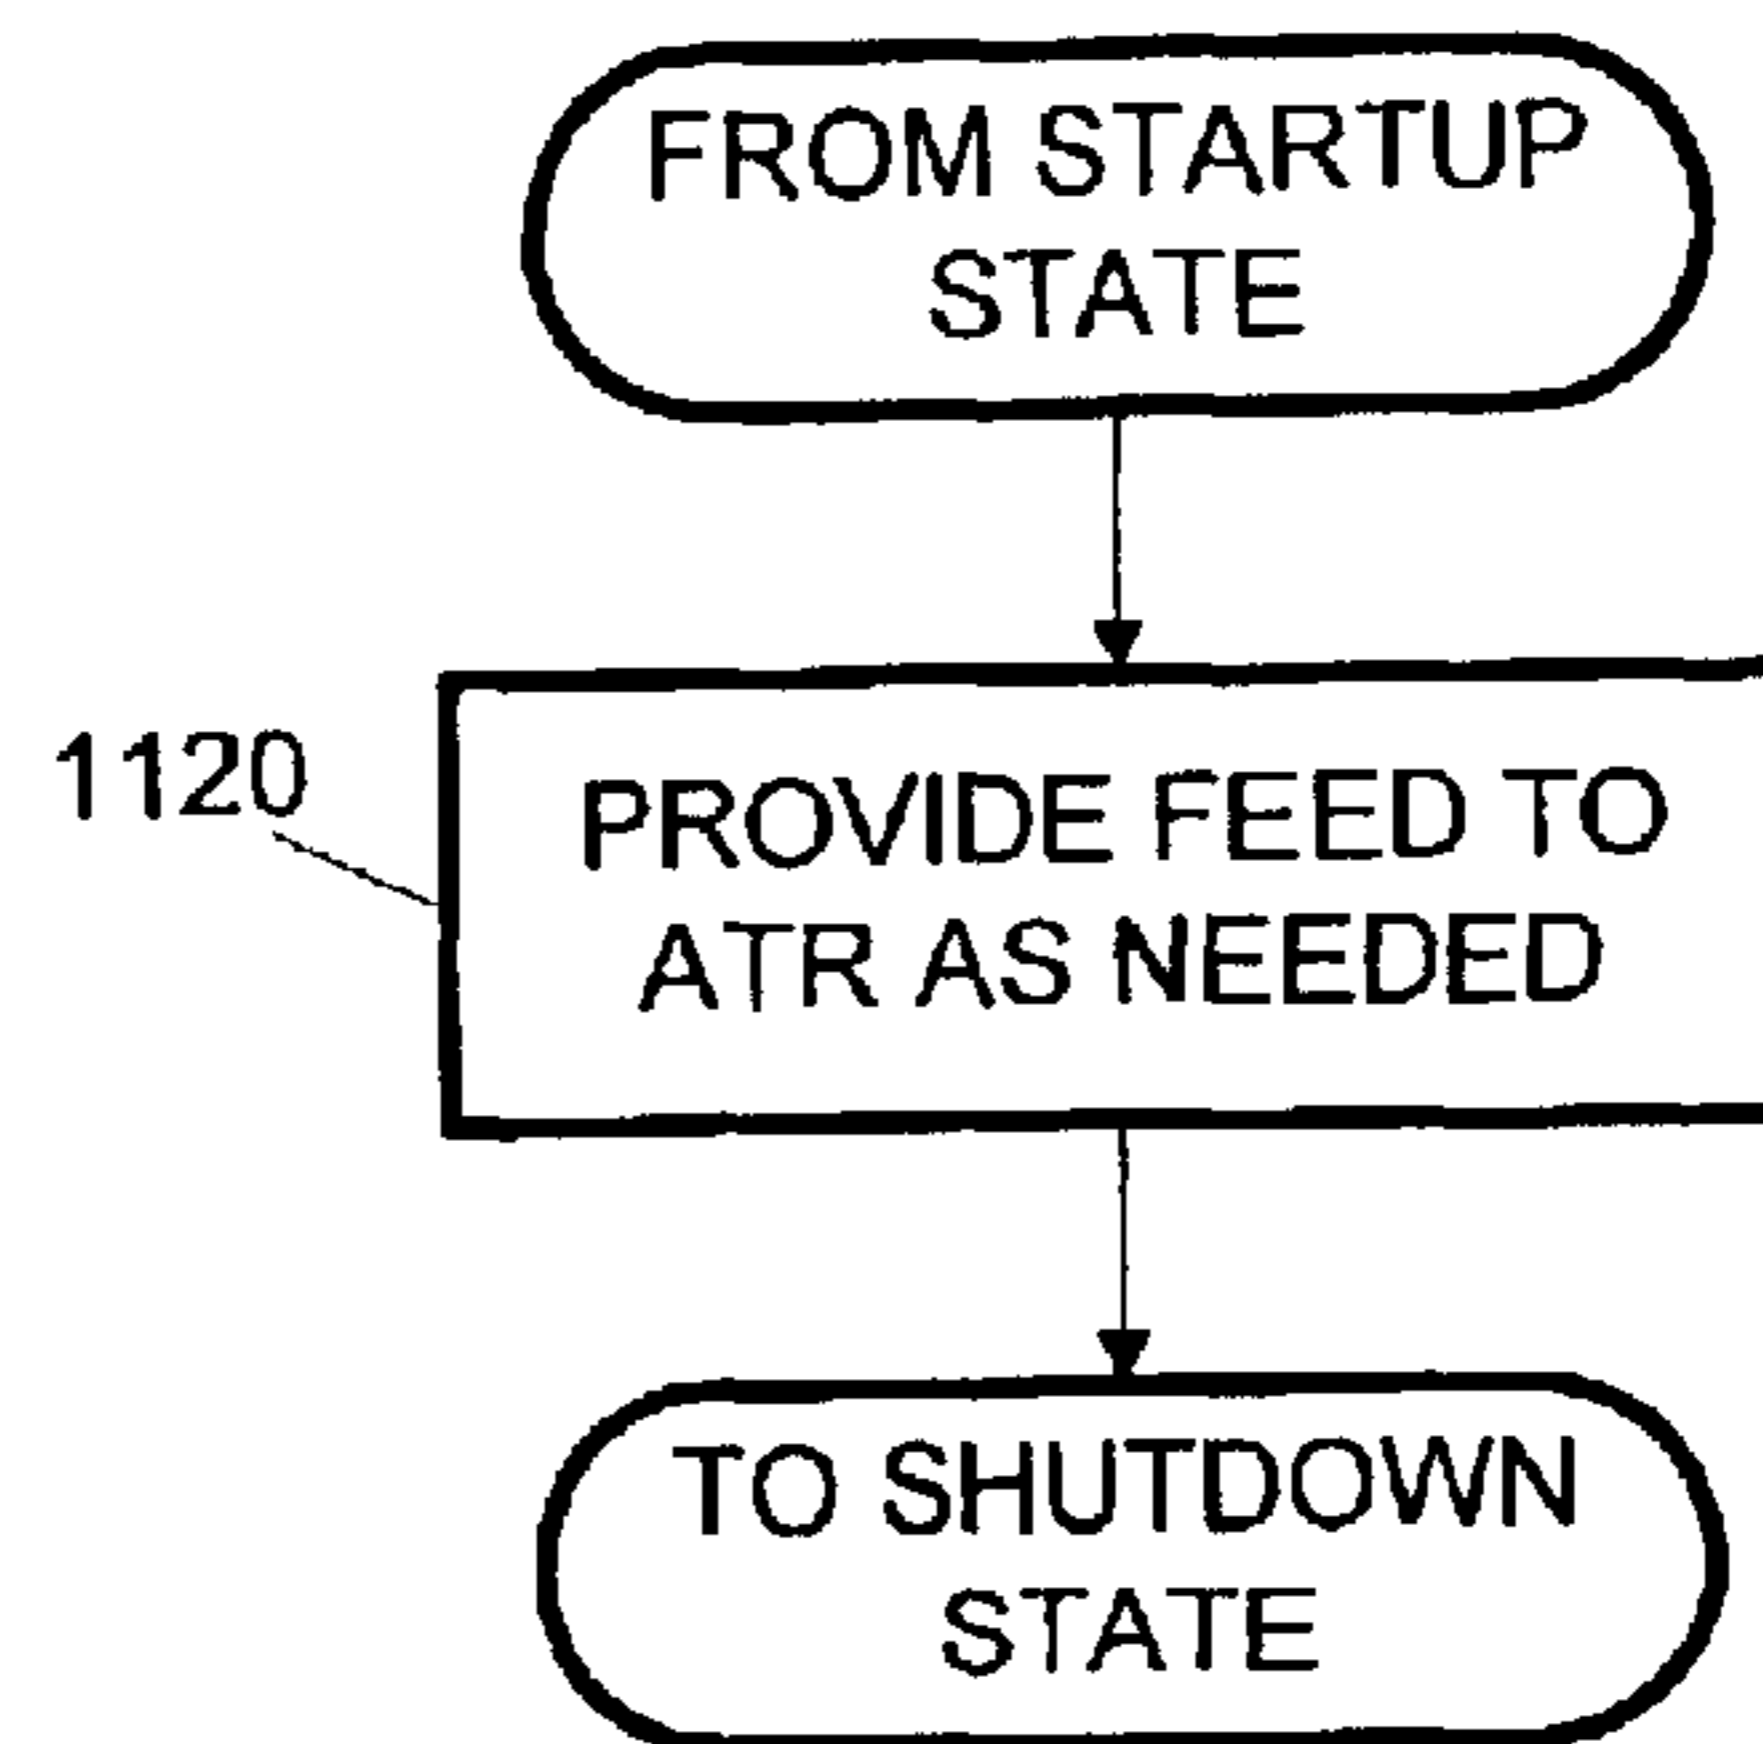 FROM STARTUP
STATE
1120
PROVIDE FEED TO
ATR AS NEEDED
TO SHUTDOWN
STATE